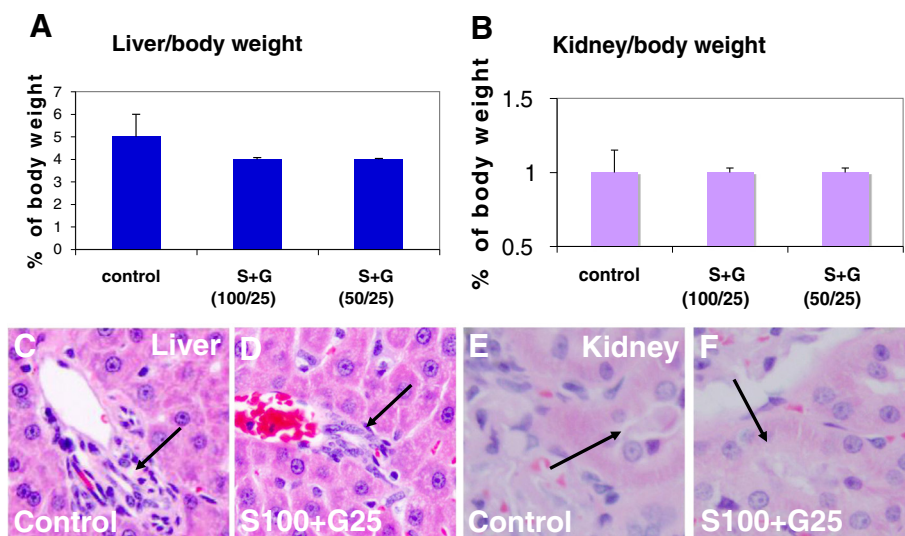 A
Liver/body weight
% of body weight
7
6
5
4
3
2
1
0
control
S+G
(100/25)
S+G
(50/25)
B
Kidney/body weight
% of body weight
1.5
1
0.5
control
S+G
(100/25)
S+G
(50/25)
C
Liver
Control
D
S100+G25
E
Kidney
Control
F
S100+G25